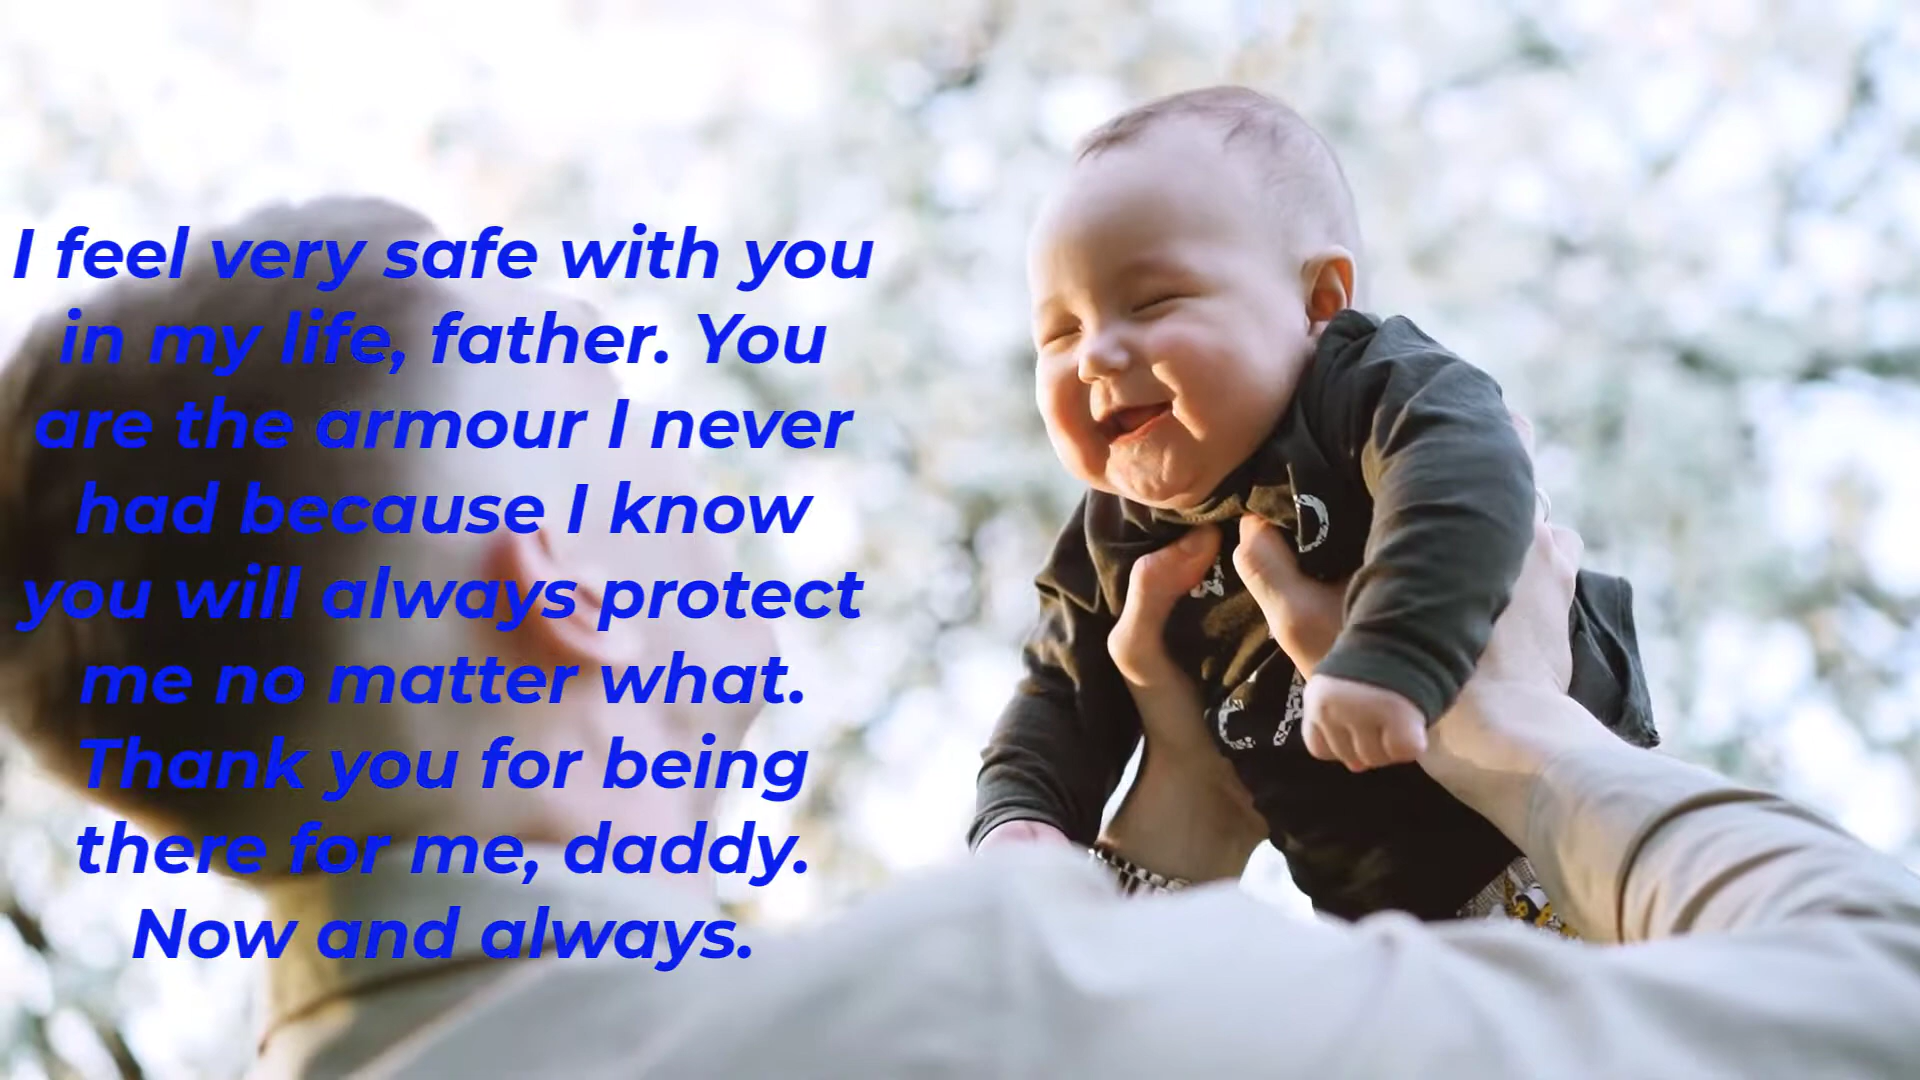 I feel very safe with you
in my life, father. You
are the armour I never
had because I know
you will always protect
me no matter what.
Thank you for being
there for me, daddy.
Now and always.